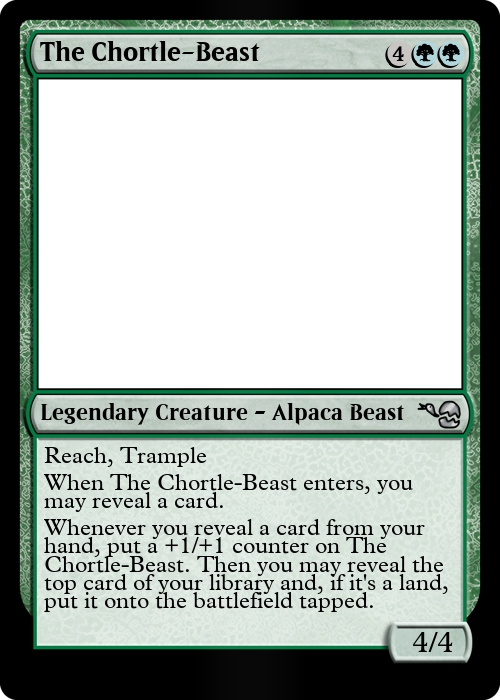 The Chortle-Beast 4
Legendary Creature – Alpaca Beast
Reach, Trample
When The Chortle-Beast enters, you
may reveal a card.
Whenever you reveal a card from your
hand, put a +1/+1 counter on The
Chortle-Beast. Then you may reveal the
top card of your library and, if it's a land,
put it onto the battlefield tapped.
4/4